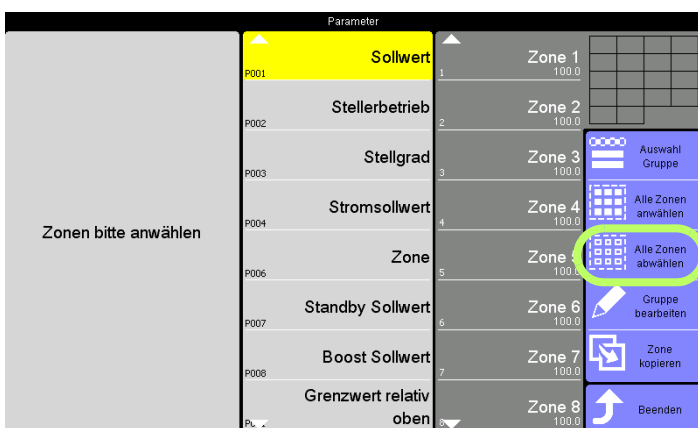 Parameter
Zonen bitte anwählen
Sollwert
P001
Stellerbetrieb
P002
Stellgrad
P003
Stromsollwert
P004
Zone
P006
Standby Sollwert
P007
Boost Sollwert
P008
Grenzwert relativ
oben
Zone 1
1 100.0
Zone 2
2 100.0
Zone 3
3 100.0
Zone 4
4 100.0
Zone 5
5 100.0
Zone 6
6 100.0
Zone 7
7 100.0
Zone 8
8 100.0
Auswahl
Gruppe
Alle Zonen
anwählen
Alle Zonen
abwählen
Gruppe
bearbeiten
Zone
kopieren
Beenden